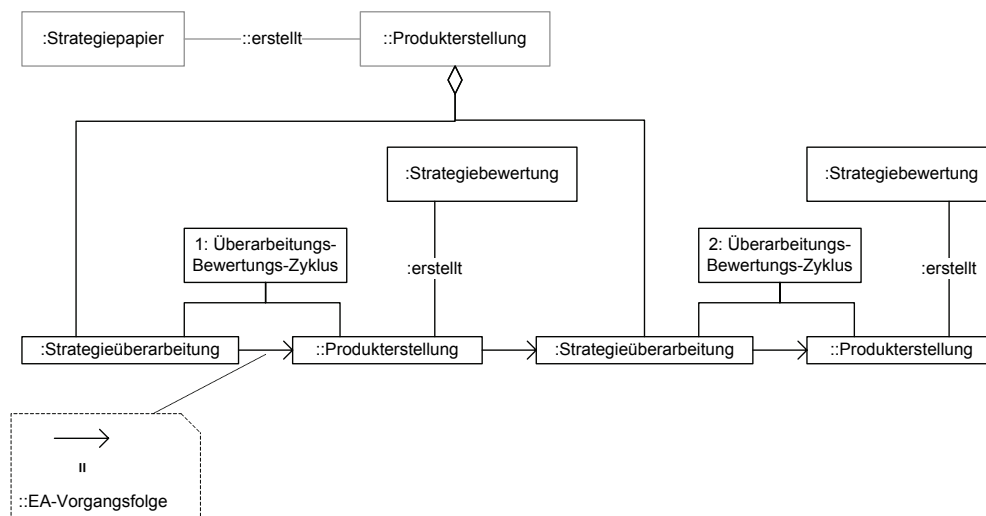 :Strategiepapier
::erstellt
::Produkterstellung
:Strategiebewertung
:Strategiebewertung
1: Überarbeitungs-
Bewertungs-Zyklus
2: Überarbeitungs-
Bewertungs-Zyklus
:erstellt
:erstellt
:Strategieüberarbeitung
::Produkterstellung
:Strategieüberarbeitung
::Produkterstellung
=
::EA-Vorgangsfolge